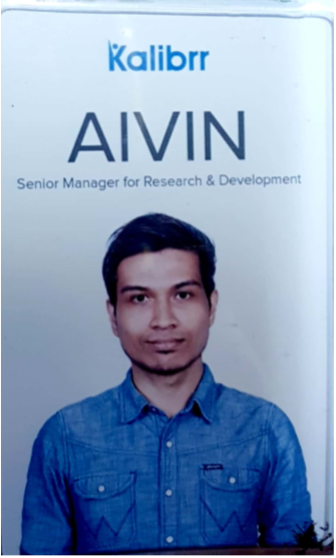 Kalibrr
AIVIN
Senior Manager for Research & Development